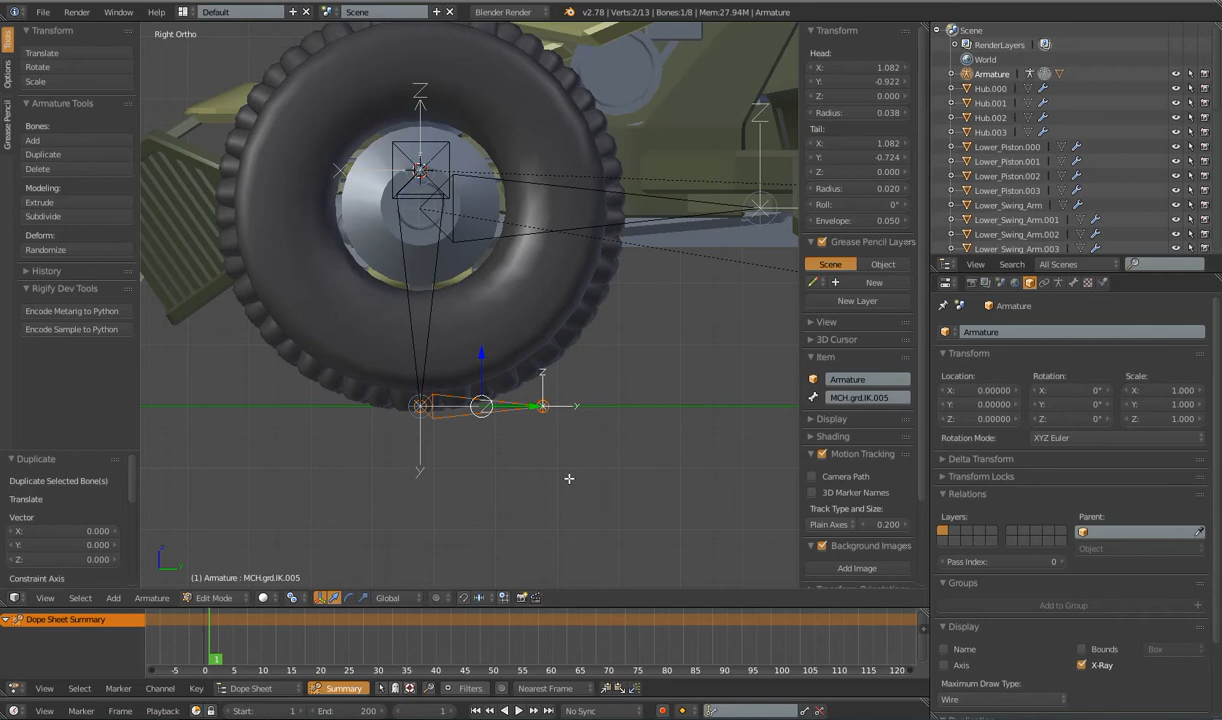 File Render Window Help Default Scene Blender Render v2.78 | Verts:2/13 | Bones:1/8 | Mem:27.94M | Armature
Tools
Options
Grease Pencil
Transform
Translate
Rotate
Scale
Armature Tools
Bones:
Add
Duplicate
Delete
Modeling:
Extrude
Subdivide
Deform:
Randomize
History
Rigify Dev Tools
Encode Metarig to Python
Encode Sample to Python
Duplicate
Duplicate Selected Bone(s)
Translate
Vector
X: 0.000
Y: 0.000
Z: 0.000
Constraint Axis
Right Ortho
Z
X
Z
Z
Y
Y
z
y
(1) Armature : MCH.grd.IK.005
View Select Add Armature Edit Mode Global
Transform
Head:
X: 1.082
Y: -0.922
Z: 0.000
Radius: 0.038
Tail:
X: 1.082
Y: -0.724
Z: 0.000
Radius: 0.020
Roll: 0°
Envelope: 0.050
Grease Pencil Layers
Scene Object
New
New Layer
View
3D Cursor
Item
Armature
MCH.grd.IK.005
Display
Shading
Motion Tracking
Camera Path
3D Marker Names
Track Type and Size:
Plain Axes 0.200
Background Images
Add Image
Scene
RenderLayers
World
Armature
Hub.000
Hub.001
Hub.002
Hub.003
Lower_Piston.000
Lower_Piston.001
Lower_Piston.002
Lower_Piston.003
Lower_Swing_Arm
Lower_Swing_Arm.001
Lower_Swing_Arm.002
Lower_Swing_Arm.003
View Search All Scenes
Armature
Armature
Transform
Location: Rotation: Scale:
X: 0.00000 X: 0° X: 1.000
Y: 0.00000 Y: 0° Y: 1.000
Z: 0.00000 Z: 0° Z: 1.000
Rotation Mode: XYZ Euler
Delta Transform
Transform Locks
Relations
Layers: Parent:
Object
Pass Index: 0
Groups
Add to Group
Display
Name Bounds Box
Axis X-Ray
Maximum Draw Type:
Wire
Dope Sheet Summary
-5 1 0 5 10 15 20 25 30 35 40 45 50 55 60 65 70 75 80 85 90 95 100 105 110 115 120
View Select Marker Channel Key Dope Sheet Summary Filters Nearest Frame
View Marker Frame Playback Start: 1 End: 200 1 No Sync